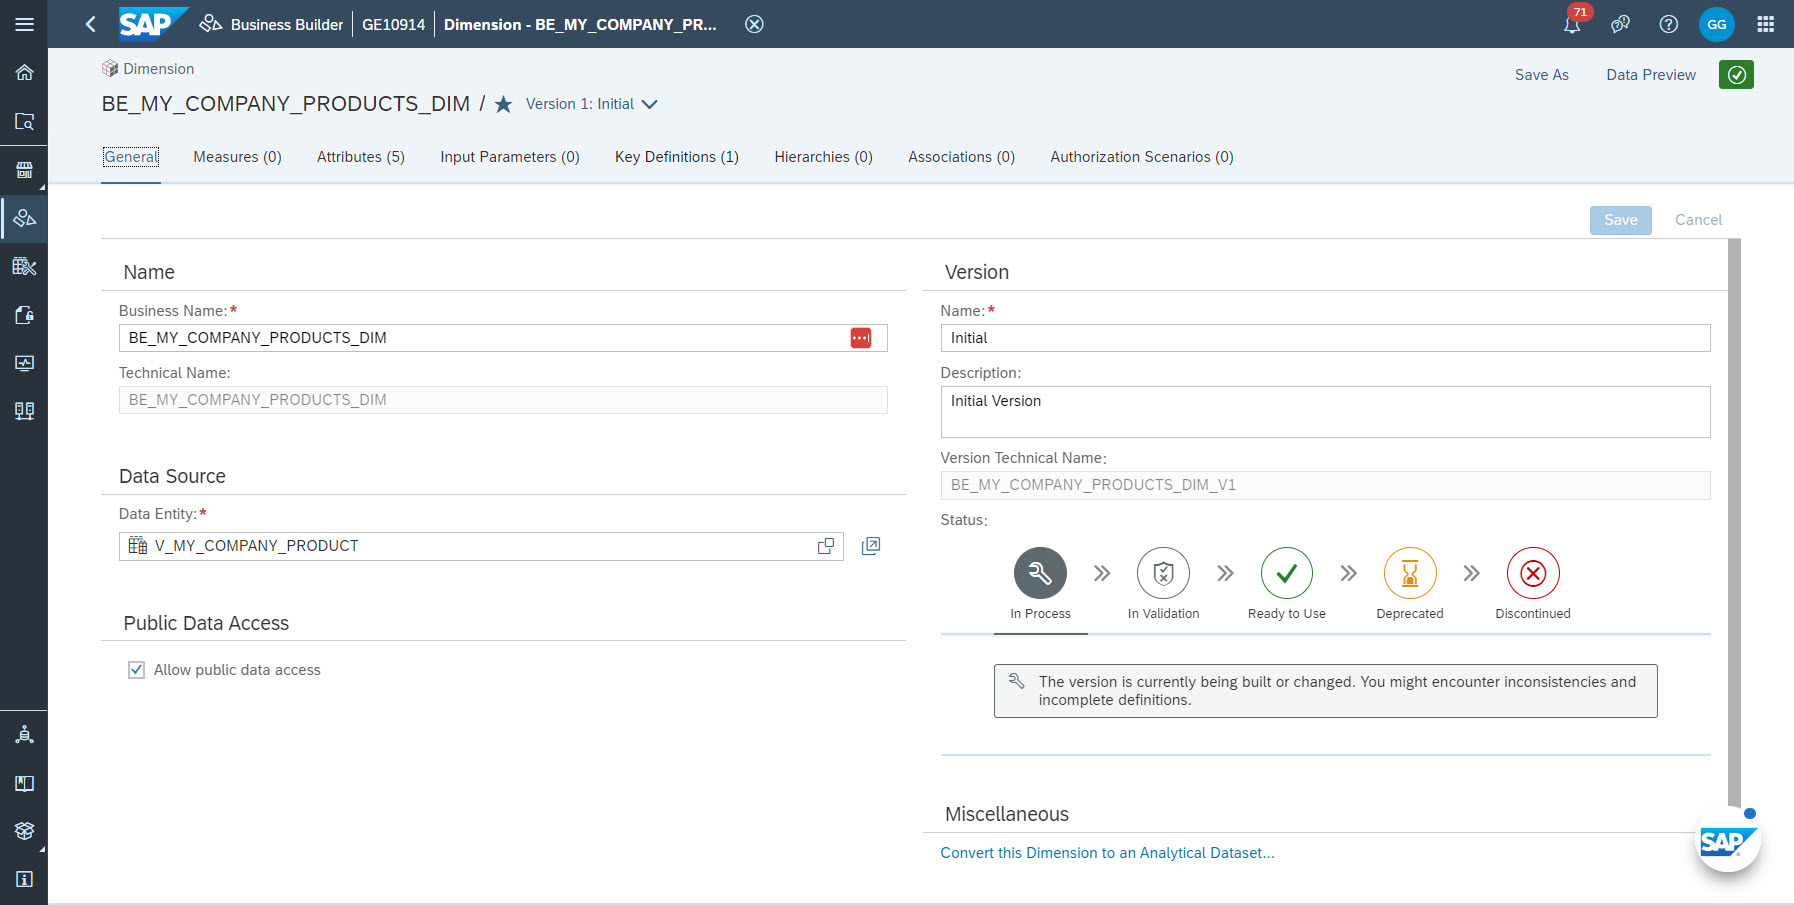 SAP Business Builder GE10914 Dimension - BE_MY_COMPANY_PR... 71 GG
Dimension
Save As Data Preview
BE_MY_COMPANY_PRODUCTS_DIM / Version 1: Initial
General Measures (0) Attributes (5) Input Parameters (0) Key Definitions (1) Hierarchies (0) Associations (0) Authorization Scenarios (0)
Save Cancel
Name
Business Name:*
BE_MY_COMPANY_PRODUCTS_DIM
Technical Name:
BE_MY_COMPANY_PRODUCTS_DIM
Data Source
Data Entity:*
V_MY_COMPANY_PRODUCT
Public Data Access
Allow public data access
Version
Name:*
Initial
Description:
Initial Version
Version Technical Name:
BE_MY_COMPANY_PRODUCTS_DIM_V1
Status:
In Process In Validation Ready to Use Deprecated Discontinued
The version is currently being built or changed. You might encounter inconsistencies and
incomplete definitions.
Miscellaneous
Convert this Dimension to an Analytical Dataset...
SAP